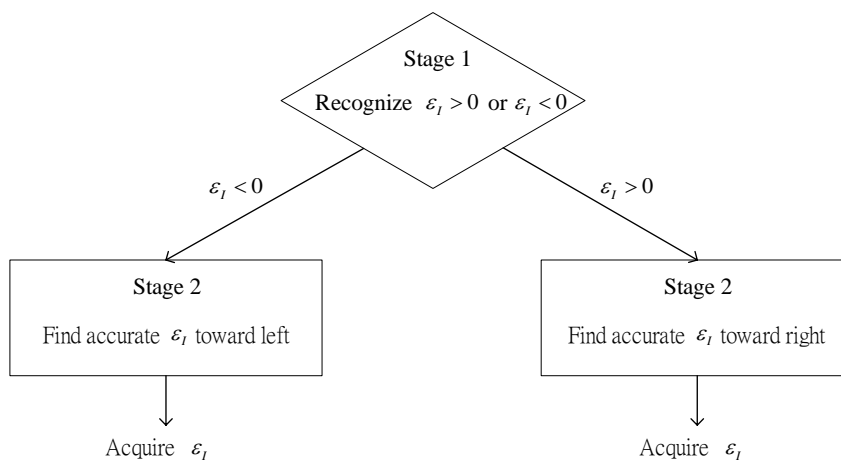 Stage 1
Recognize ε_I > 0 or ε_I < 0
ε_I < 0
ε_I > 0
Stage 2
Find accurate ε_I toward left
Stage 2
Find accurate ε_I toward right
Acquire ε_I
Acquire ε_I